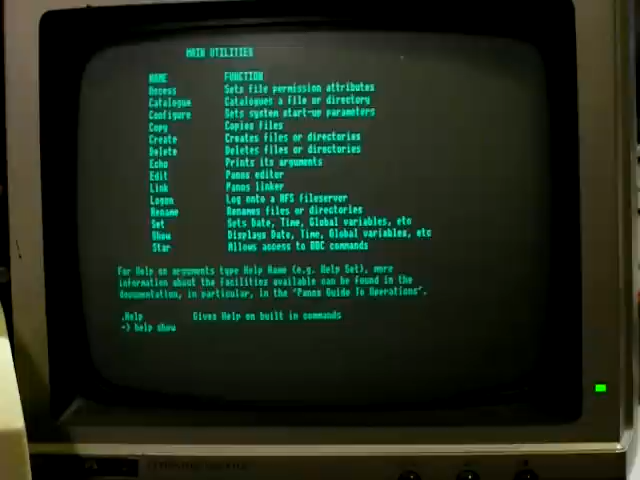 MAIN UTILITIES
NAME FUNCTION
Access Sets file permission attributes
Catalogue Catalogues a file or directory
Configure Sets system start-up parameters
Copy Copies files
Create Creates files or directories
Delete Deletes files or directories
Echo Prints its arguments
Edit Panos editor
Link Panos linker
Logon Log onto a NFS fileserver
Rename Renames files or directories
Set Sets Date, Time, Global variables, etc
Show Displays Date, Time, Global variables, etc
Star Allows access to BBC commands
For Help on arguments type Help Name (e.g. Help Set), more
information about the facilities available can be found in the
documentation, in particular, in the "Panos Guide To Operations".
.Help Gives Help on built in commands
-> help show